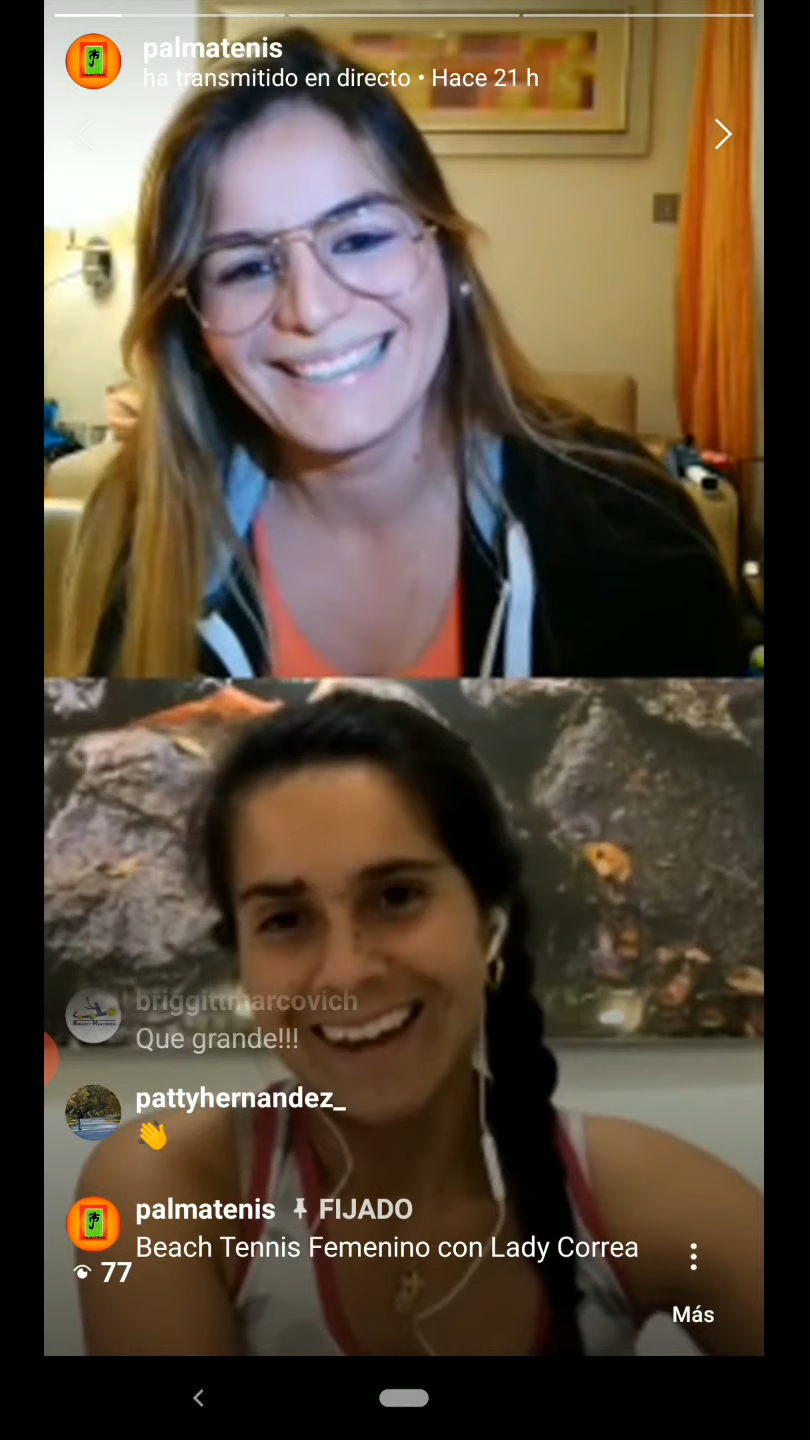 palmatenis
ha transmitido en directo • Hace 21 h
briggittmarcovich
Que grande!!!
pattyhernandez_
palmatenis FIJADO
Beach Tennis Femenino con Lady Correa
77
Más